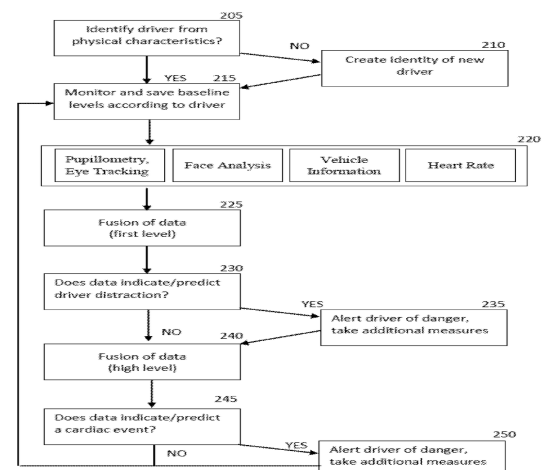 205
Identify driver from
physical characteristics?
NO
210
Create identity of new
driver
YES
215
Monitor and save baseline
levels according to driver
220
Pupillometry,
Eye Tracking
Face Analysis
Vehicle
Information
Heart Rate
225
Fusion of data
(first level)
230
Does data indicate/predict
driver distraction?
YES
235
Alert driver of danger,
take additional measures
NO
240
Fusion of data
(high level)
245
Does data indicate/predict
a cardiac event?
YES
250
NO
Alert driver of danger,
take additional measures